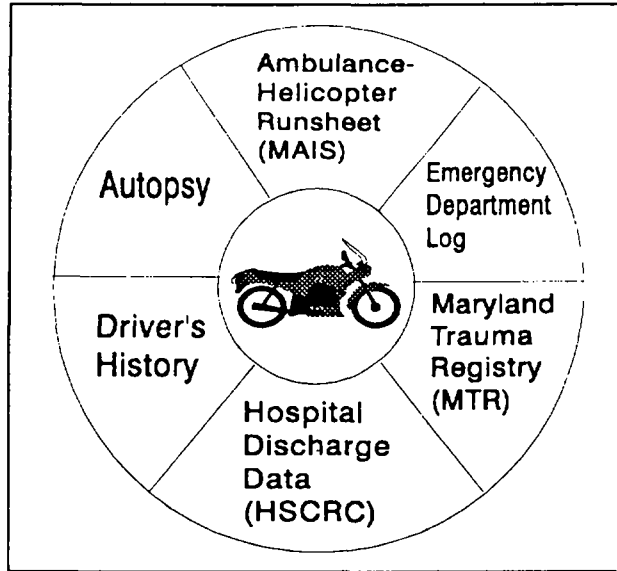 Ambulance-
Helicopter
Runsheet
(MAIS)
Emergency
Department
Log
Maryland
Trauma
Registry
(MTR)
Hospital
Discharge
Data
(HSCRC)
Driver's
History
Autopsy